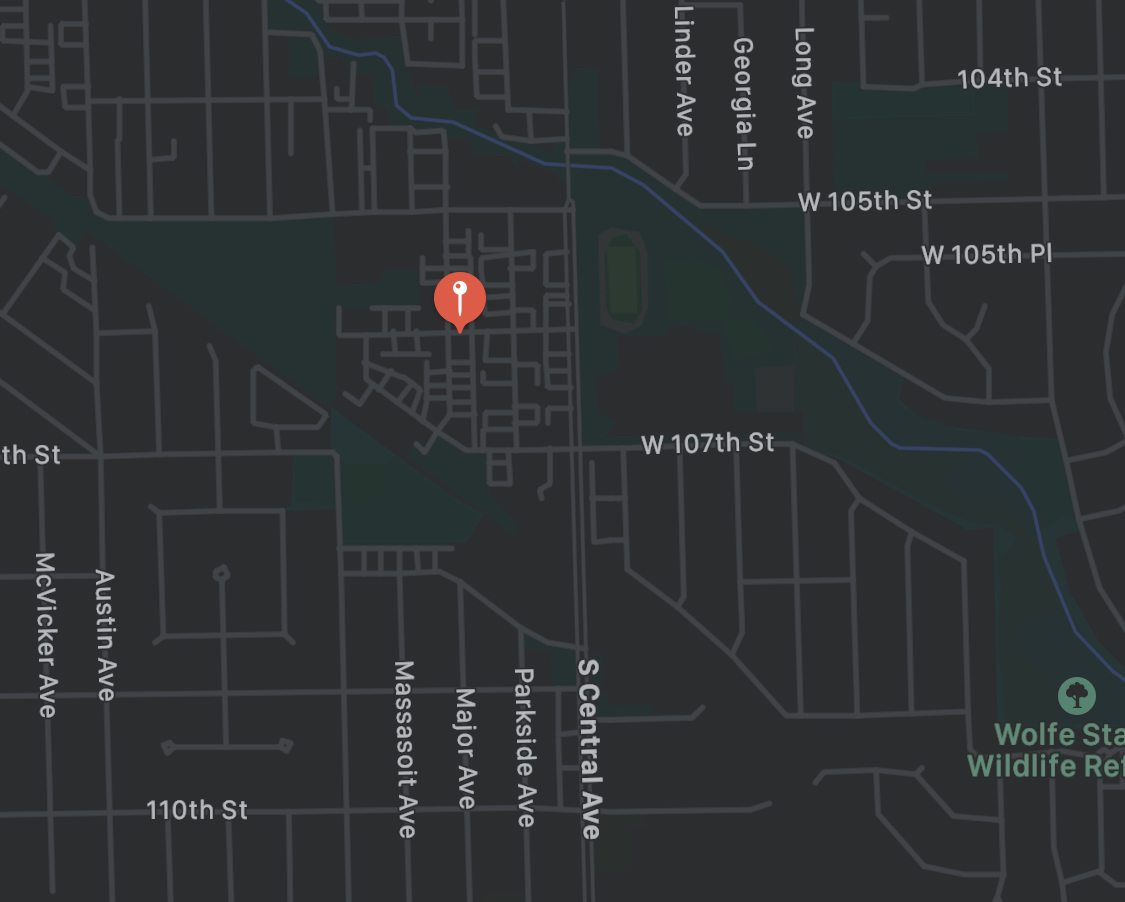 Linder Ave
Georgia Ln
Long Ave
104th St
W 105th St
W 105th Pl
W 107th St
th St
McVicker Ave
Austin Ave
Massasoit Ave
Major Ave
Parkside Ave
S Central Ave
Wolfe Sta
Wildlife Ref
110th St